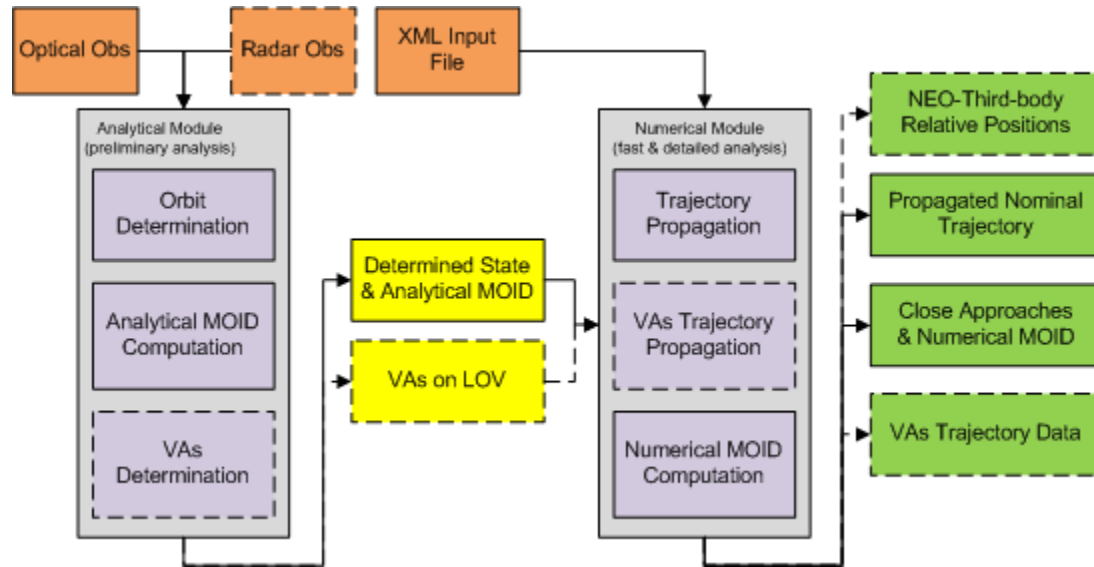 Optical Obs
Radar Obs
XML Input
File
Analytical Module
(preliminary analysis)
Orbit
Determination
Analytical MOID
Computation
VAs
Determination
Determined State
& Analytical MOID
VAs on LOV
Numerical Module
(fast & detailed analysis)
Trajectory
Propagation
VAs Trajectory
Propagation
Numerical MOID
Computation
NEO-Third-body
Relative Positions
Propagated Nominal
Trajectory
Close Approaches
& Numerical MOID
VAs Trajectory Data